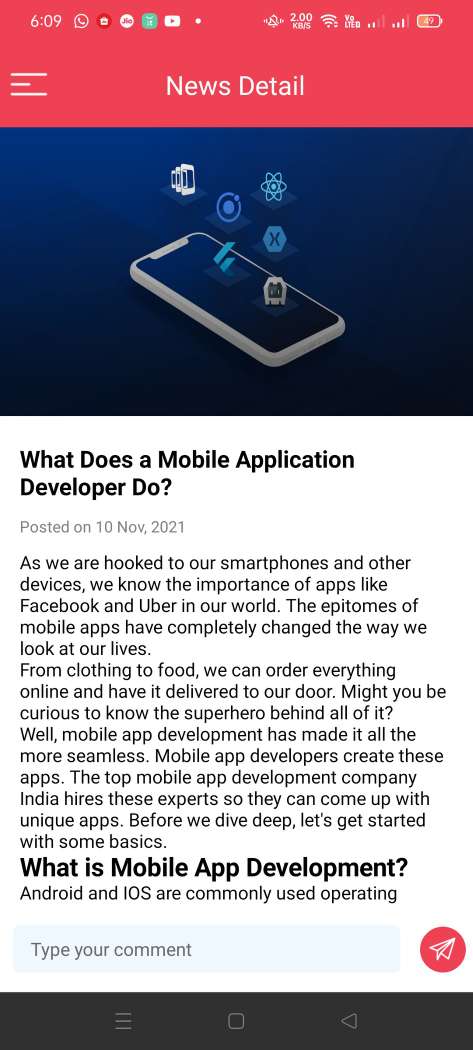 6:09
Jio
2.00
KB/S
Vo
LTED
49
News Detail
What Does a Mobile Application
Developer Do?
Posted on 10 Nov, 2021
As we are hooked to our smartphones and other
devices, we know the importance of apps like
Facebook and Uber in our world. The epitomes of
mobile apps have completely changed the way we
look at our lives.
From clothing to food, we can order everything
online and have it delivered to our door. Might you be
curious to know the superhero behind all of it?
Well, mobile app development has made it all the
more seamless. Mobile app developers create these
apps. The top mobile app development company
India hires these experts so they can come up with
unique apps. Before we dive deep, let's get started
with some basics.
What is Mobile App Development?
Android and IOS are commonly used operating
Type your comment